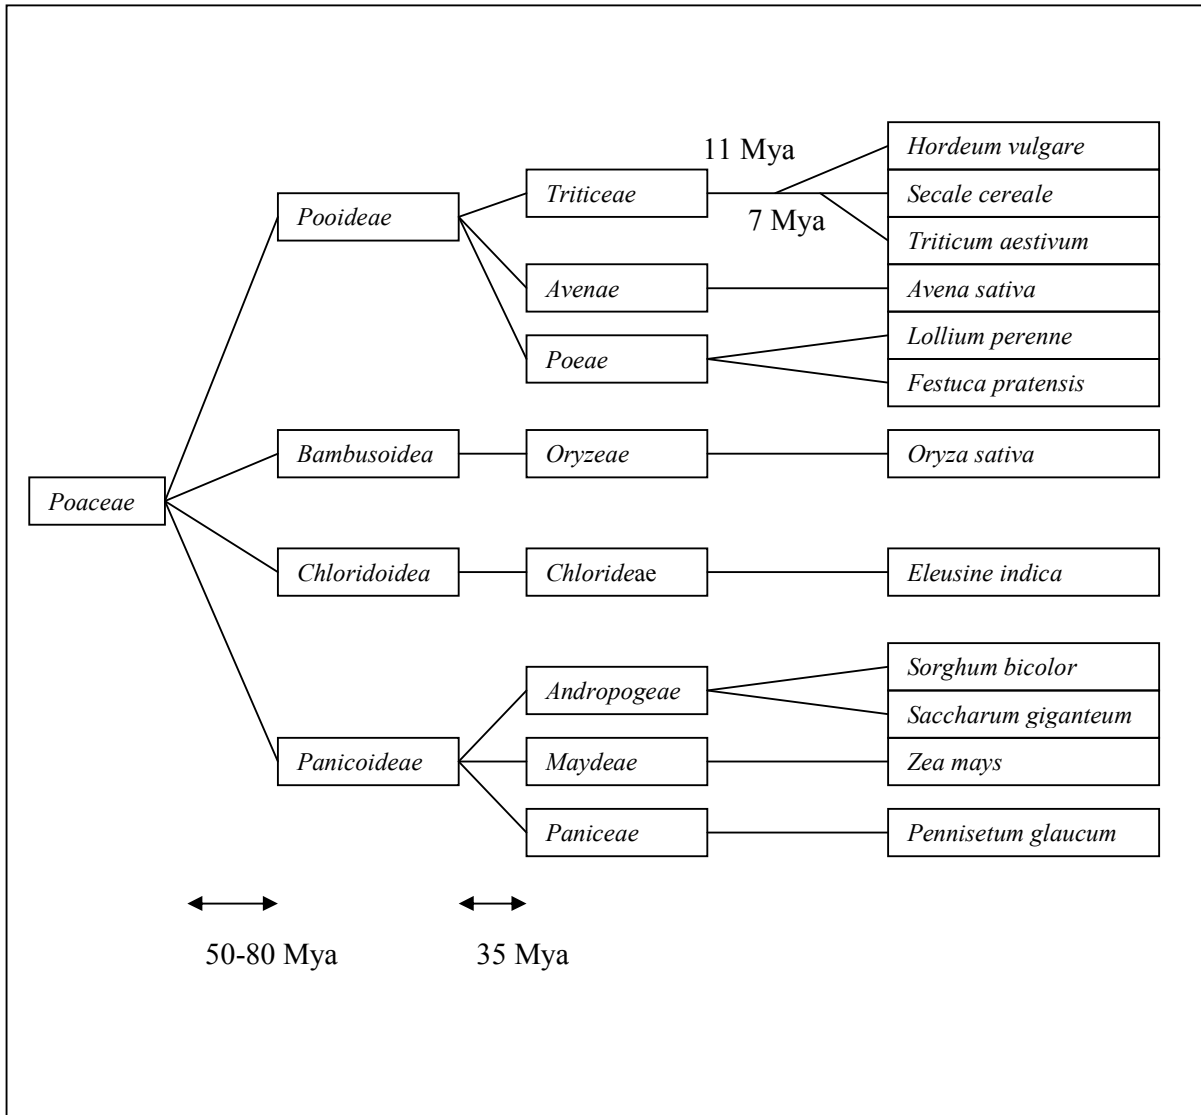 11 Mya
Hordeum vulgare
Triticeae
Secale cereale
Pooideae
7 Mya
Triticum aestivum
Avenae
Avena sativa
Poeae
Lollium perenne
Festuca pratensis
Bambusoidea
Oryzeae
Oryza sativa
Poaceae
Chloridoidea
Chlorideae
Eleusine indica
Andropogeae
Sorghum bicolor
Saccharum giganteum
Panicoideae
Maydeae
Zea mays
Paniceae
Pennisetum glaucum
50-80 Mya
35 Mya